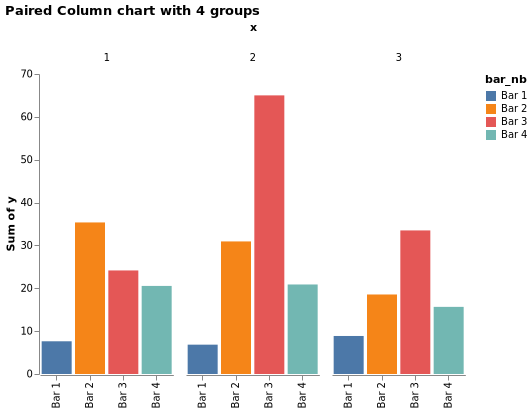 Paired Column chart with 4 groups
x
1 2 3
bar_nb
Bar 1
Bar 2
Bar 3
Bar 4
Sum of y
70
60
50
40
30
20
10
0
Bar 1 Bar 2 Bar 3 Bar 4 Bar 1 Bar 2 Bar 3 Bar 4 Bar 1 Bar 2 Bar 3 Bar 4